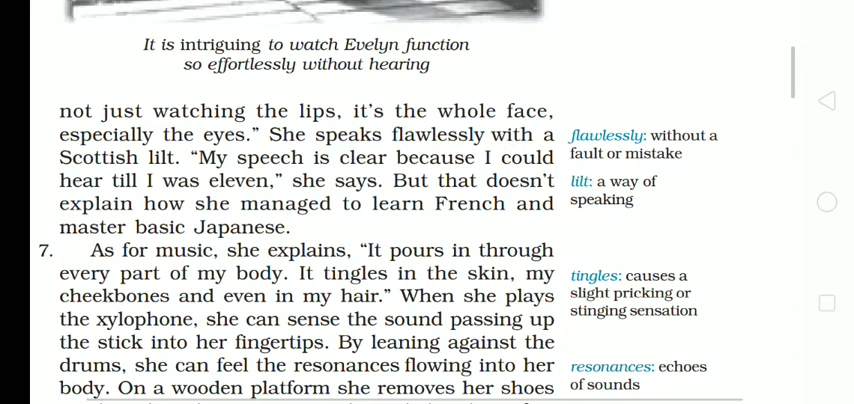 It is intriguing to watch Evelyn function
so effortlessly without hearing
not just watching the lips, it's the whole face,
especially the eyes.” She speaks flawlessly with a
Scottish lilt. “My speech is clear because I could
hear till I was eleven,” she says. But that doesn't
explain how she managed to learn French and
master basic Japanese.
flawlessly: without a
fault or mistake
lilt: a way of
speaking
7. As for music, she explains, “It pours in through
every part of my body. It tingles in the skin, my
cheekbones and even in my hair.” When she plays
the xylophone, she can sense the sound passing up
the stick into her fingertips. By leaning against the
drums, she can feel the resonances flowing into her
body. On a wooden platform she removes her shoes
tingles: causes a
slight pricking or
stinging sensation
resonances: echoes
of sounds